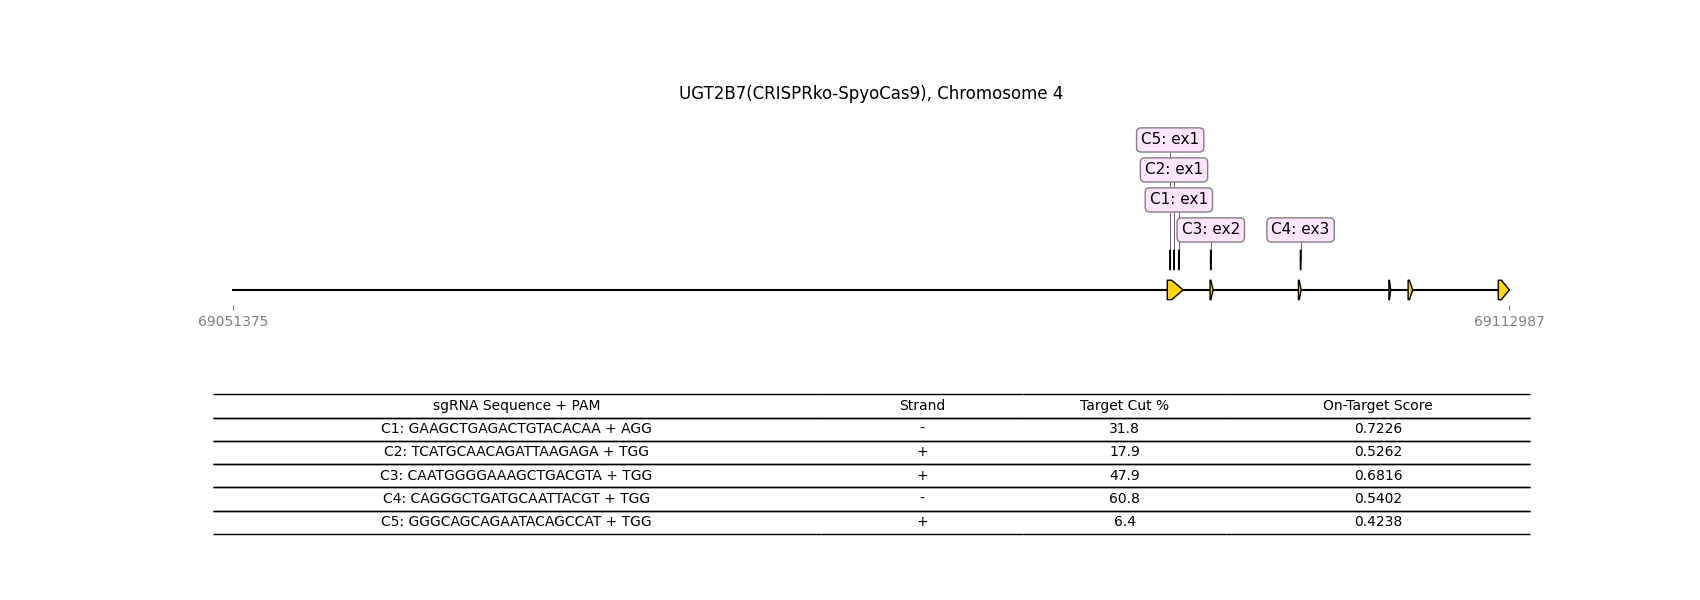 UGT2B7(CRISPRko-SpyoCas9), Chromosome 4
C5: ex1
C2: ex1
C1: ex1
C3: ex2 C4: ex3
69051375 69112987
sgRNA Sequence + PAM Strand Target Cut % On-Target Score
C1: GAAGCTGAGACTGTACACAA + AGG - 31.8 0.7226
C2: TCATGCAACAGATTAAGAGA + TGG + 17.9 0.5262
C3: CAATGGGGAAAGCTGACGTA + TGG + 47.9 0.6816
C4: CAGGGCTGATGCAATTACGT + TGG - 60.8 0.5402
C5: GGGCAGCAGAATACAGCCAT + TGG + 6.4 0.4238